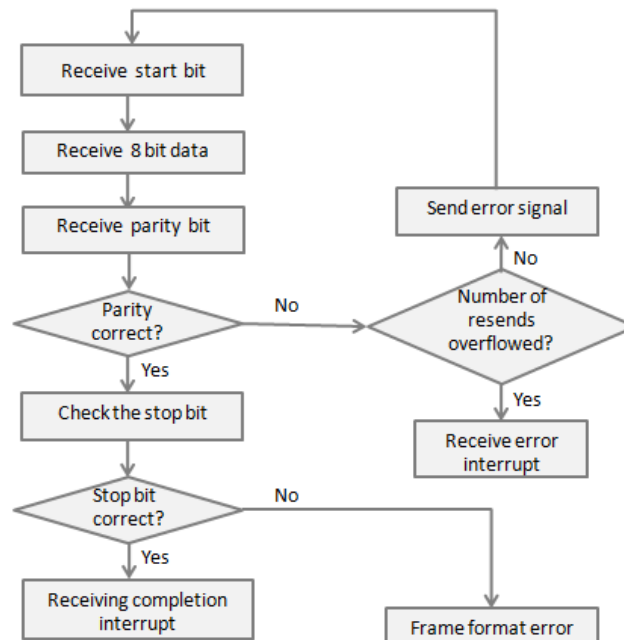 Receive start bit
Receive 8 bit data
Receive parity bit
Send error signal
No
Parity
correct?
No
Number of
resends
overflowed?
Yes
Yes
Check the stop bit
Receive error
interrupt
Stop bit
correct?
No
Yes
Receiving completion
interrupt
Frame format error